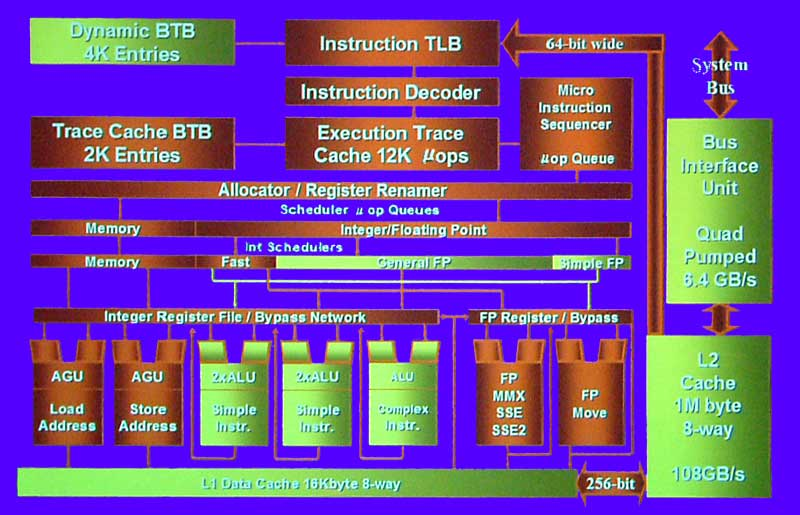 Dynamic BTB
4K Entries
Instruction TLB
64-bit wide
System
Bus
Instruction Decoder
Micro
Instruction
Sequencer
μop Queue
Trace Cache BTB
2K Entries
Execution Trace
Cache 12K μops
Bus
Interface
Unit
Quad
Pumped
6.4 GB/s
Allocator / Register Renamer
Scheduler μ op Queues
Memory
Integer/Floating Point
Int Schedulers
Memory
Fast
General FP
Simple FP
Integer Register File / Bypass Network
FP Register / Bypass
AGU
Load
Address
AGU
Store
Address
2xALU
Simple
Instr.
2xALU
Simple
Instr.
ALU
Complex
Instr.
FP
MMX
SSE
SSE2
FP
Move
L2
Cache
1M byte
8-way
108GB/s
L1 Data Cache 16Kbyte 8-way
256-bit